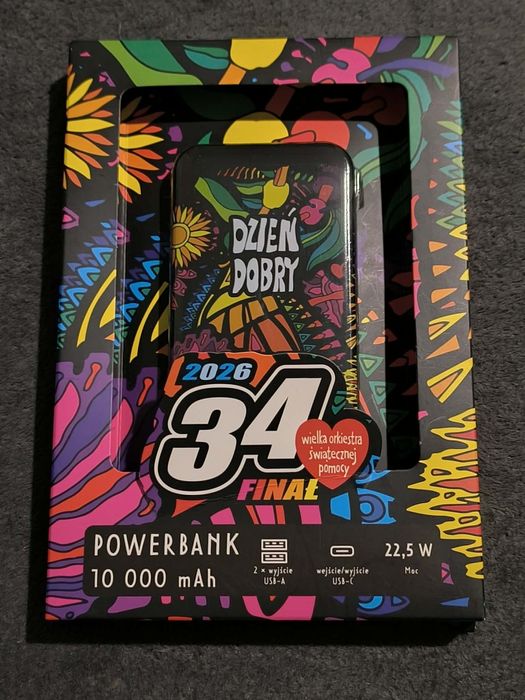 DZIEŃ
DOBRY
2026
34
FINAŁ
wielka orkiestra
świątecznej
pomocy
POWERBANK
10 000 mAh
2 × wyjście
USB-A
wejście/wyjście
USB-C
22,5 W
Moc